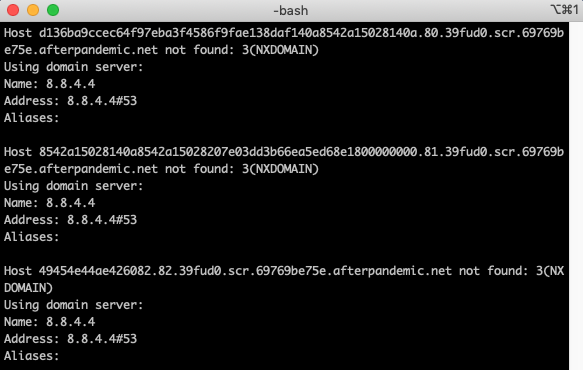 -bash
⌥⌘1
Host d136ba9ccec64f97eba3f4586f9fae138daf140a8542a15028140a.80.39fud0.scr.69769b
e75e.afterpandemic.net not found: 3(NXDOMAIN)
Using domain server:
Name: 8.8.4.4
Address: 8.8.4.4#53
Aliases:
Host 8542a15028140a8542a15028207e03dd3b66ea5ed68e1800000000.81.39fud0.scr.69769b
e75e.afterpandemic.net not found: 3(NXDOMAIN)
Using domain server:
Name: 8.8.4.4
Address: 8.8.4.4#53
Aliases:
Host 49454e44ae426082.82.39fud0.scr.69769be75e.afterpandemic.net not found: 3(NX
DOMAIN)
Using domain server:
Name: 8.8.4.4
Address: 8.8.4.4#53
Aliases: